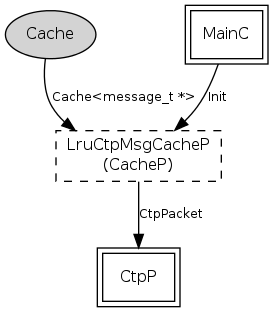 Cache
MainC
Cache<message_t *>
Init
LruCtpMsgCacheP
(CacheP)
CtpPacket
CtpP